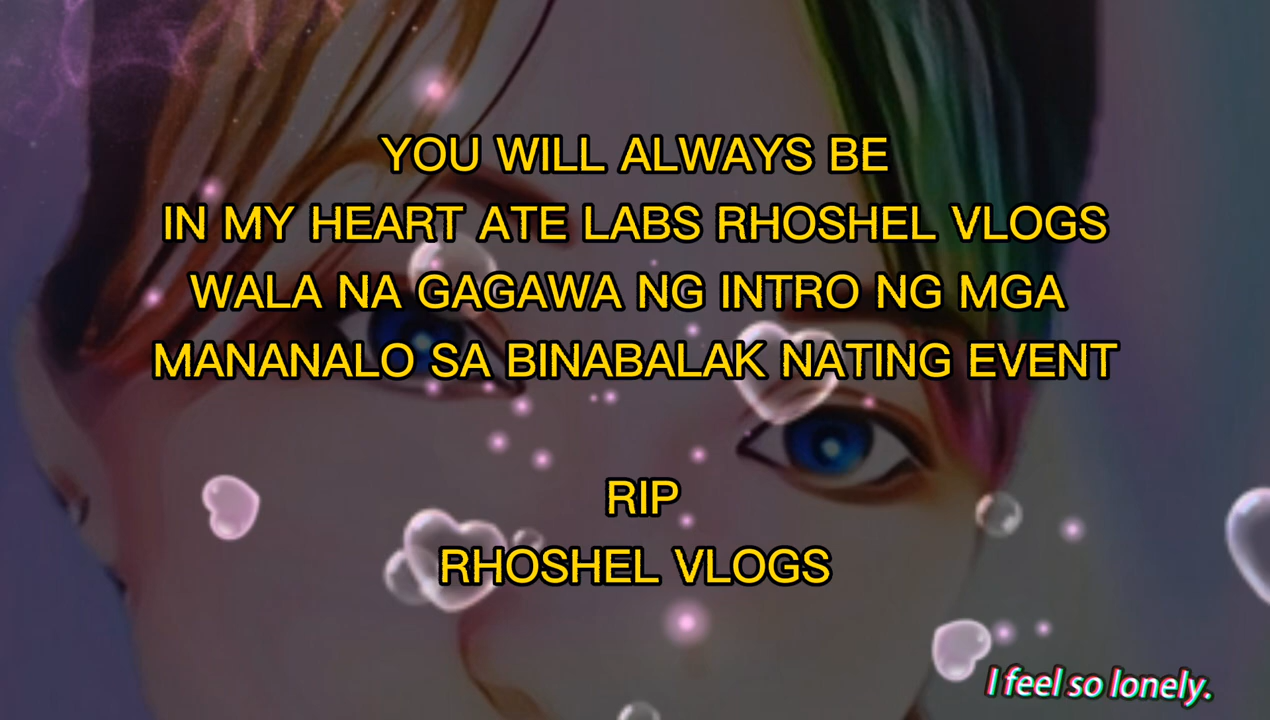 YOU WILL ALWAYS BE
IN MY HEART ATE LABS RHOSHEL VLOGS
WALA NA GAGAWA NG INTRO NG MGA
MANANALO SA BINABALAK NATING EVENT
RIP
RHOSHEL VLOGS
I feel so lonely.